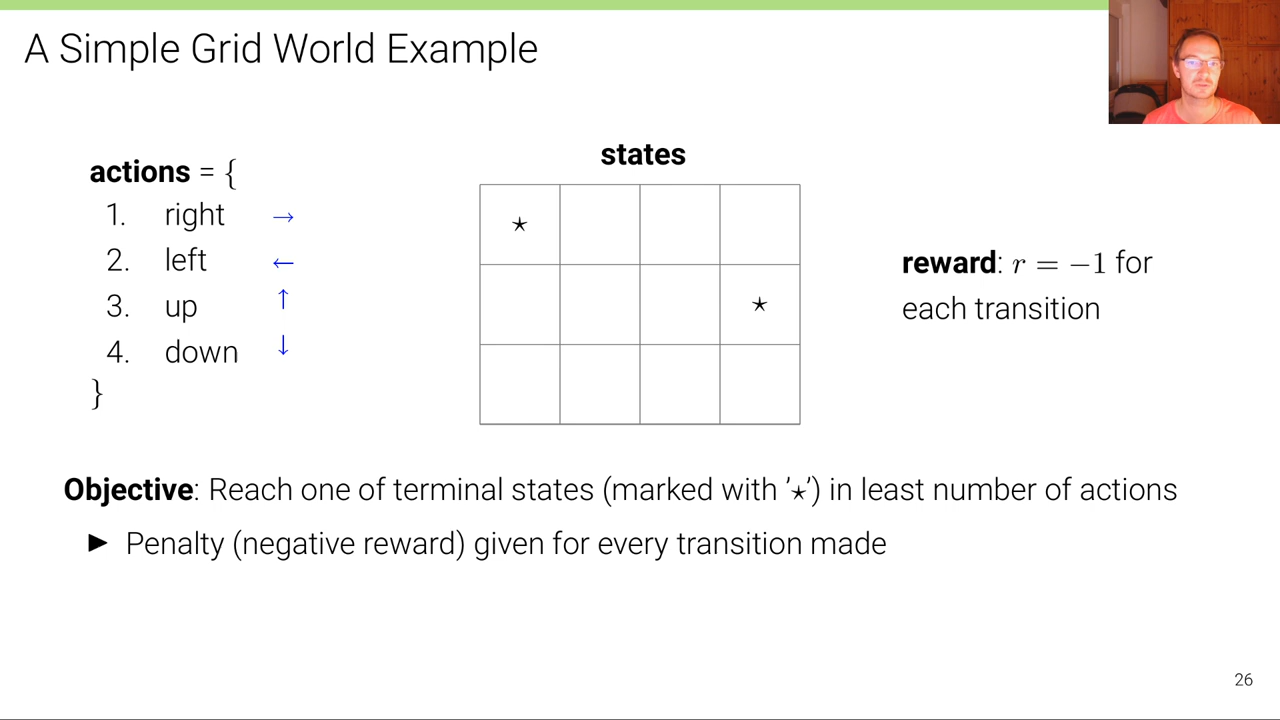 A Simple Grid World Example
actions = {
1. right →
2. left ←
3. up ↑
4. down ↓
}
states
⋆
⋆
reward: r = −1 for
each transition
Objective: Reach one of terminal states (marked with ’⋆’) in least number of actions
▶ Penalty (negative reward) given for every transition made
26